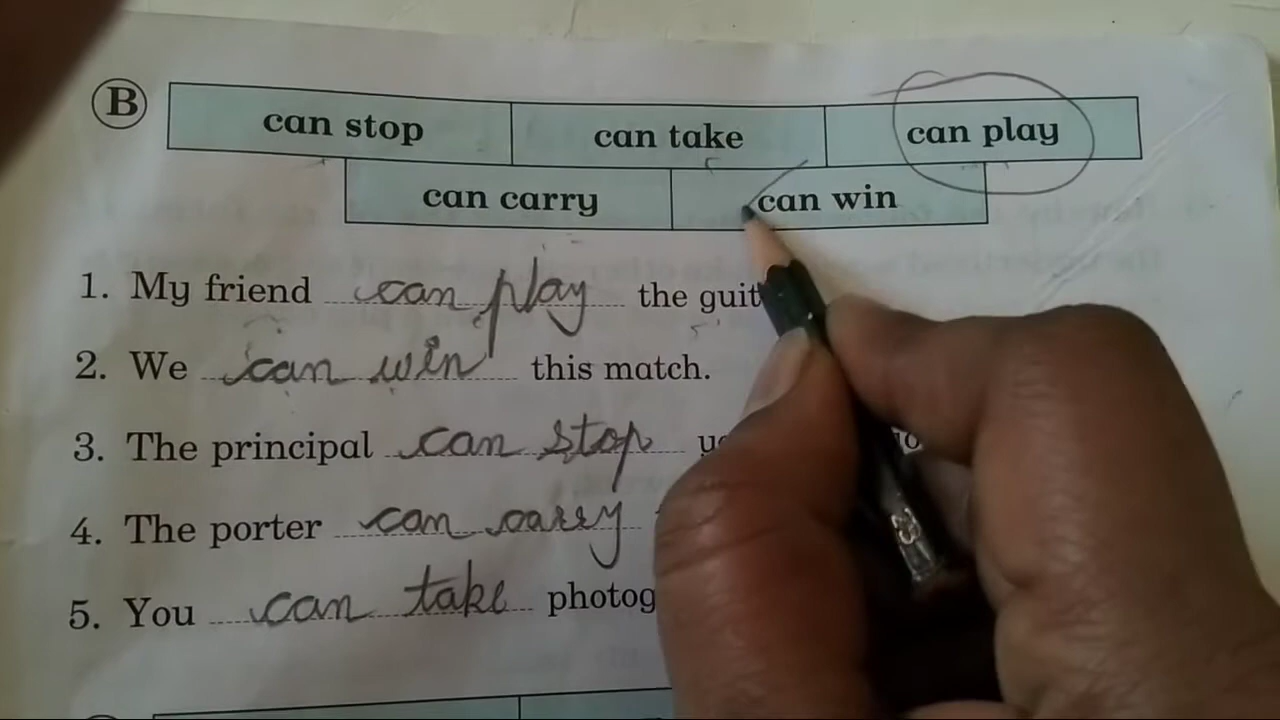 B
can stop can take can play
can carry can win
1. My friend can play the guit
2. We can win this match.
3. The principal can stop
4. The porter can carry
5. You can take photog